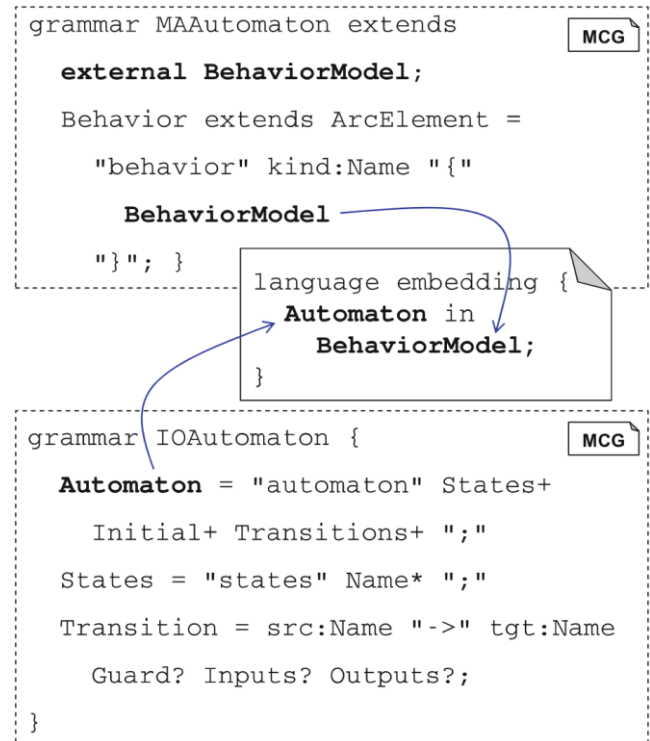 grammar MAAutomaton extends
MCG
external BehaviorModel;
Behavior extends ArcElement =
"behavior" kind:Name "{"
BehaviorModel
"}"; }
language embedding {
Automaton in
BehaviorModel;
}
grammar IOAutomaton {
MCG
Automaton = "automaton" States+
Initial+ Transitions+ ";"
States = "states" Name* ";"
Transition = src:Name "->" tgt:Name
Guard? Inputs? Outputs?;
}